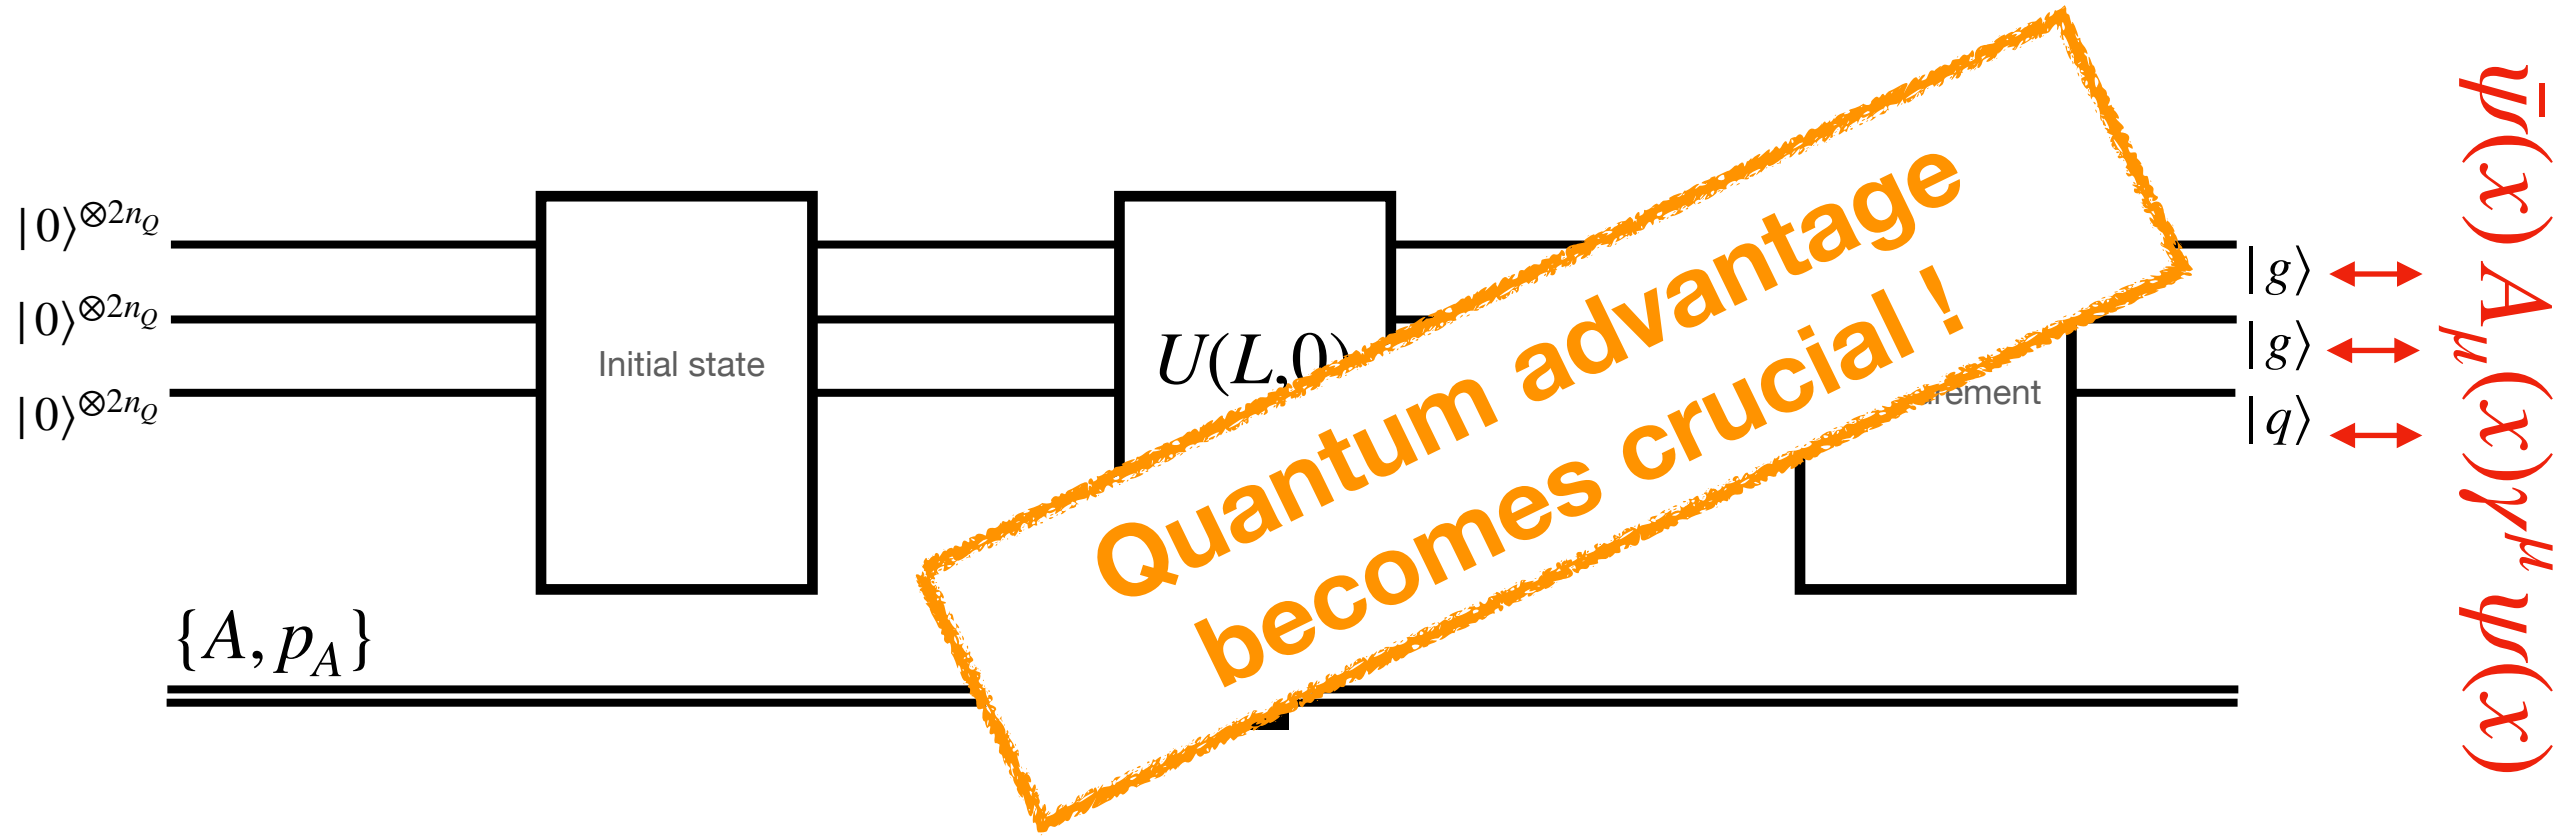 |0⟩^{⊗2n_Q}
|0⟩^{⊗2n_Q}
|0⟩^{⊗2n_Q}
Initial state
U(L,0)
Quantum advantage
becomes crucial !
|g⟩
|g⟩
|q⟩
{A, p_A}
ψ̄(x) A_μ(x)γ^μ ψ(x)